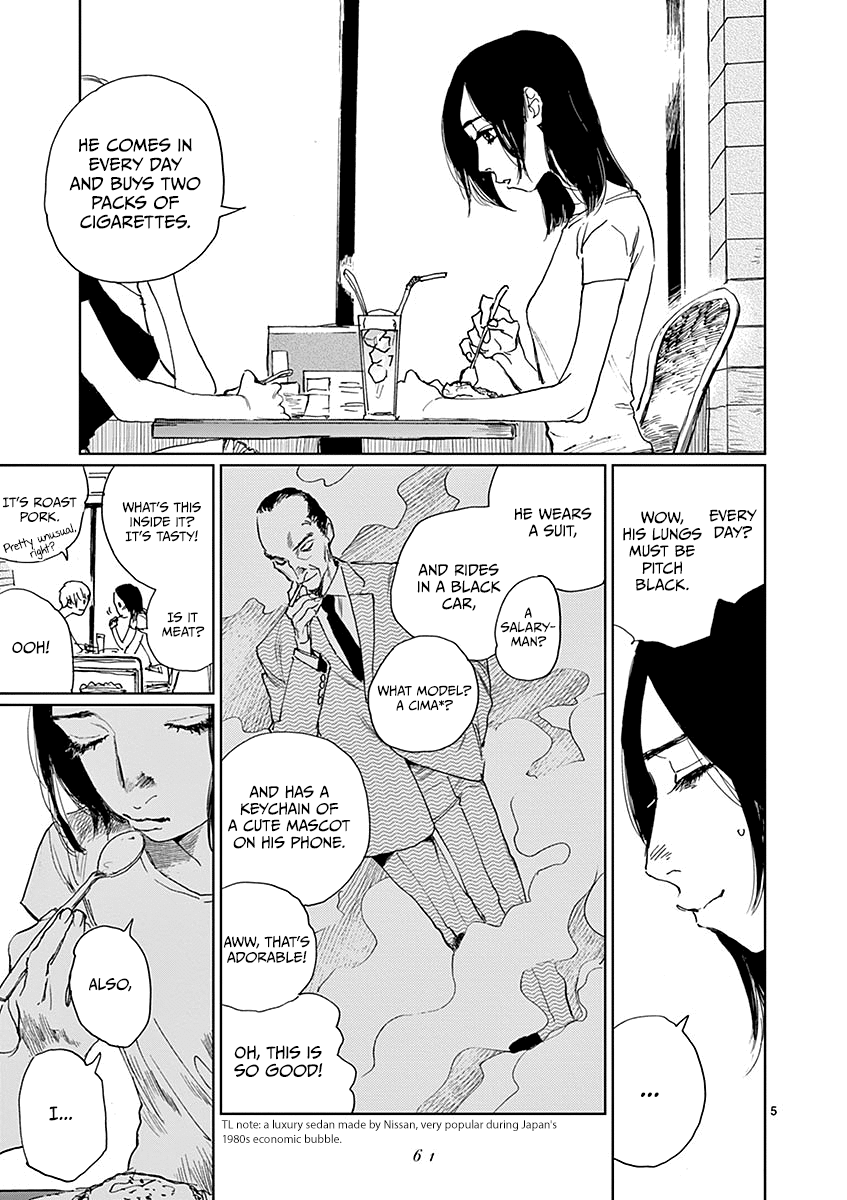 HE COMES IN
EVERY DAY
AND BUYS TWO
PACKS OF
CIGARETTES.
EVERY
DAY?
WOW,
HIS LUNGS
MUST BE
PITCH
BLACK.
...
HE WEARS
A SUIT,
A
SALARY-
MAN?
AND RIDES
IN A BLACK
CAR,
WHAT MODEL?
A CIMA*?
AND HAS A
KEYCHAIN OF
A CUTE MASCOT
ON HIS PHONE.
AWW, THAT'S
ADORABLE!
OH, THIS IS
SO GOOD!
WHAT'S THIS
INSIDE IT?
IT'S TASTY!
IS IT
MEAT?
IT'S ROAST
PORK.
Pretty unusual,
right?
OOH!
ALSO,
I...
TL note: a luxury sedan made by Nissan, very popular during Japan's
1980s economic bubble.
61
5